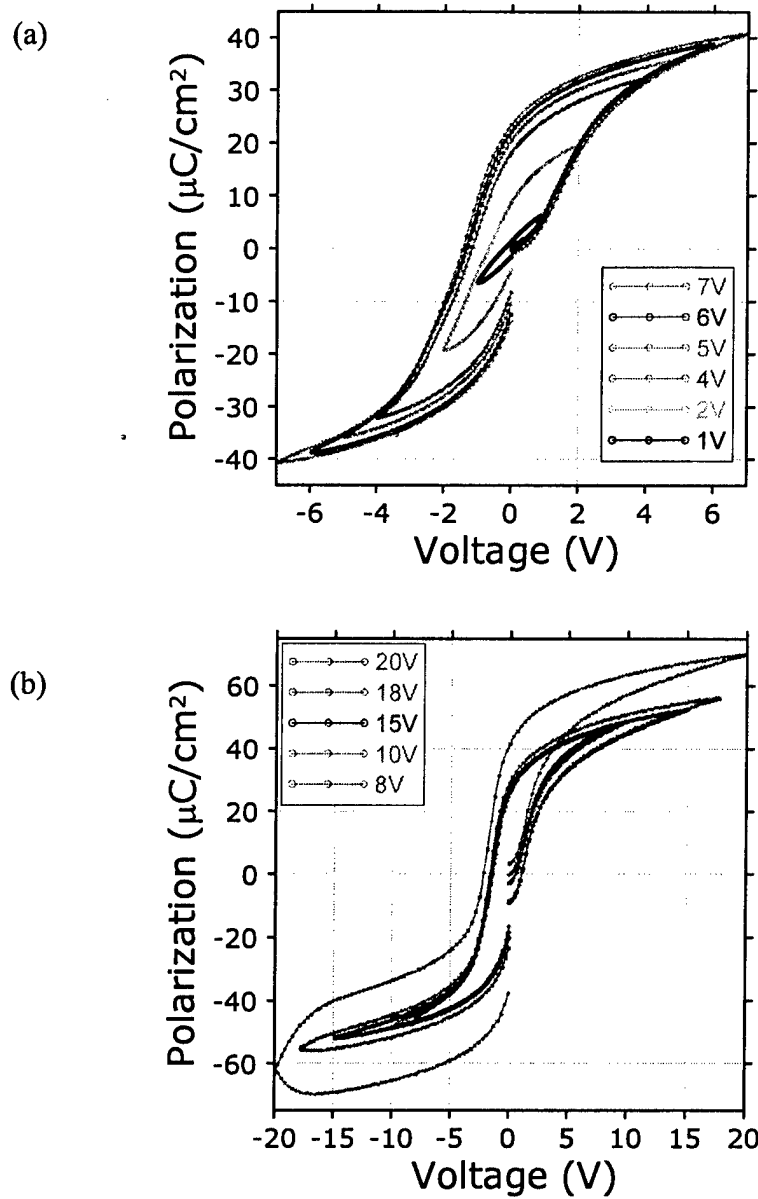 (a)
Polarization (μC/cm²)
40
30
20
10
0
-10
-20
-30
-40
7V
6V
5V
4V
2V
1V
-6 -4 -2 0 2 4 6
Voltage (V)
(b)
Polarization (μC/cm²)
60
40
20
0
-20
-40
-60
20V
18V
15V
10V
8V
-20 -15 -10 -5 0 5 10 15 20
Voltage (V)